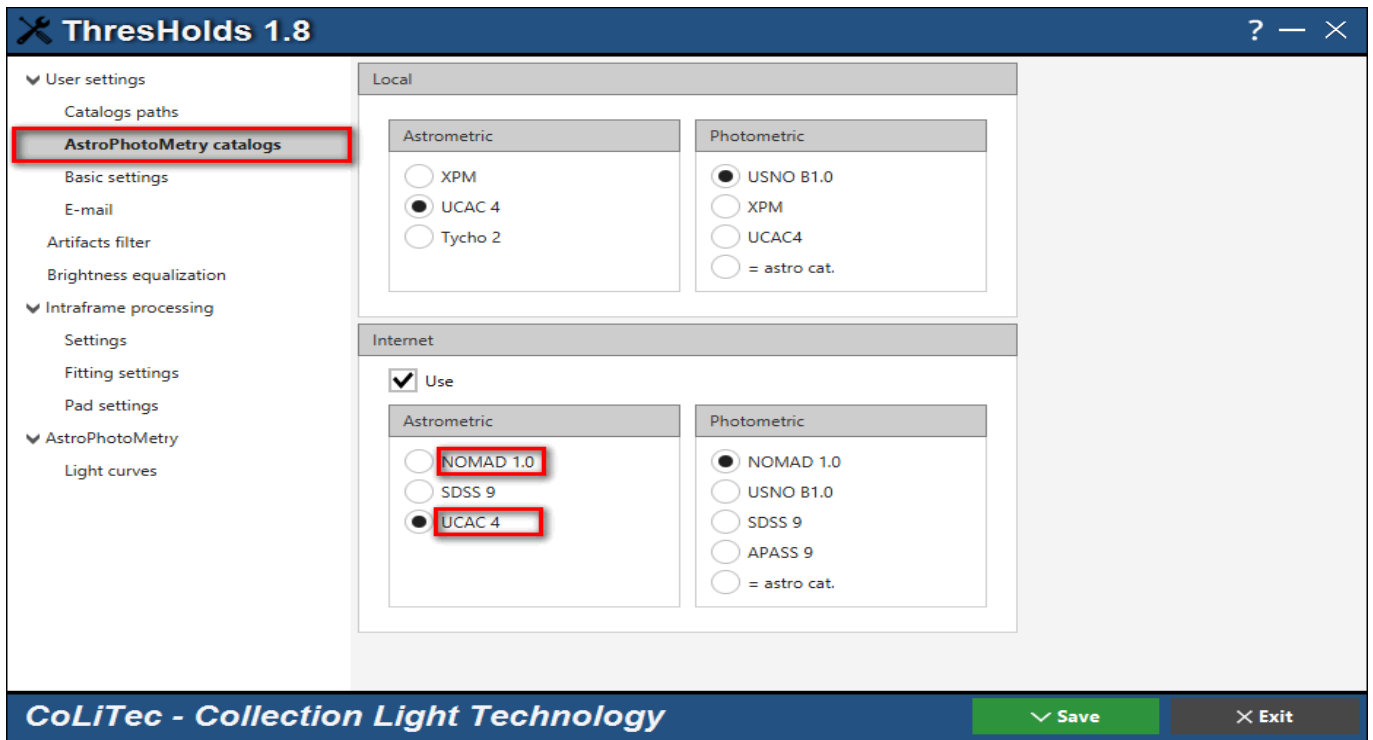 ThresHolds 1.8
?
User settings
Catalogs paths
AstroPhotoMetry catalogs
Basic settings
E-mail
Artifacts filter
Brightness equalization
Intraframe processing
Settings
Fitting settings
Pad settings
AstroPhotoMetry
Light curves
Local
Astrometric
XPM
UCAC 4
Tycho 2
Photometric
USNO B1.0
XPM
UCAC4
= astro cat.
Internet
Use
Astrometric
NOMAD 1.0
SDSS 9
UCAC 4
Photometric
NOMAD 1.0
USNO B1.0
SDSS 9
APASS 9
= astro cat.
CoLiTec - Collection Light Technology
Save
Exit